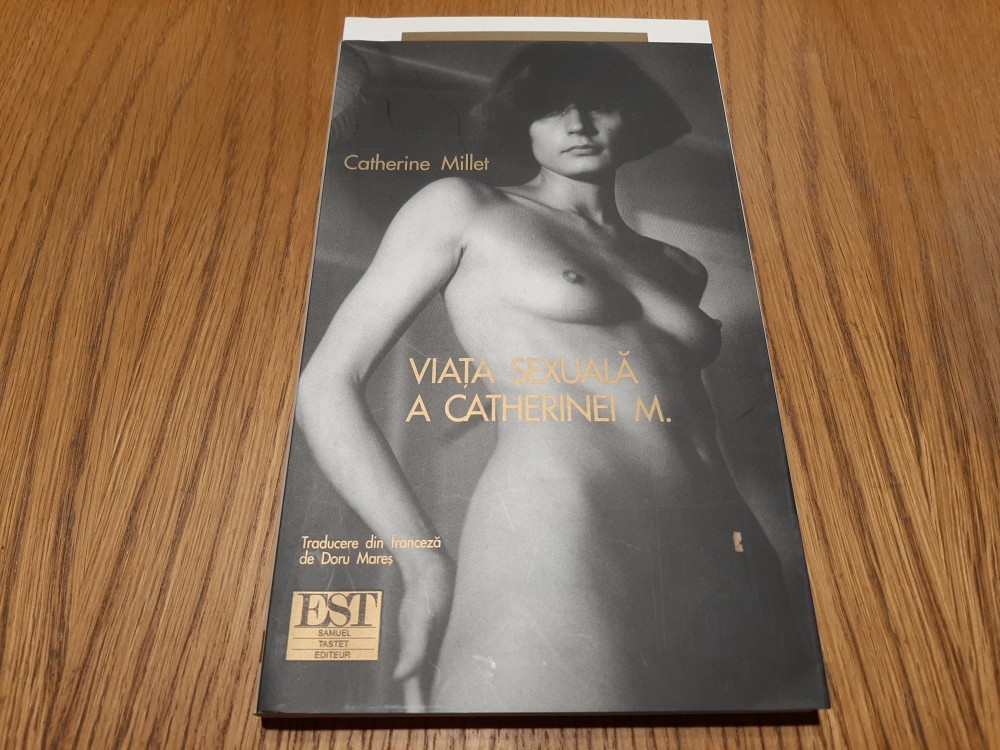 Catherine Millet
VIAȚA SEXUALĂ
A CATHERINEI M.
Traducere din franceză
de Doru Mareș
EST
SAMUEL
TASTET
EDITEUR